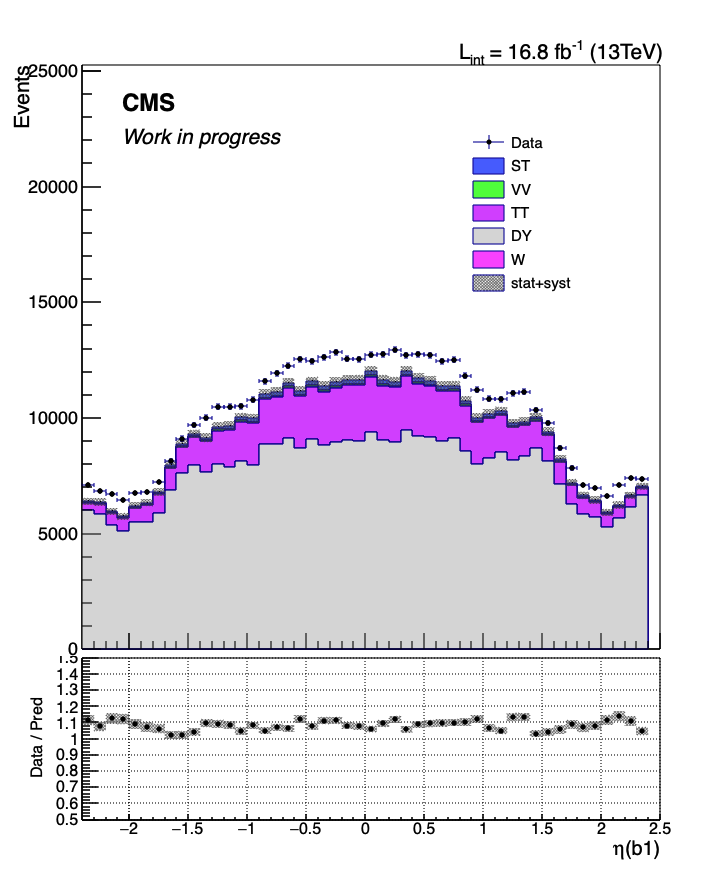 L_int = 16.8 fb^-1 (13TeV)
Events
25000
CMS
Work in progress
Data
ST
20000
VV
TT
DY
W
stat+syst
15000
10000
5000
0
1.5
1.4
1.3
1.2
1.1
1
0.9
0.8
0.7
0.6
0.5
Data / Pred
−2 −1.5 −1 −0.5 0 0.5 1 1.5 2 2.5
η(b1)